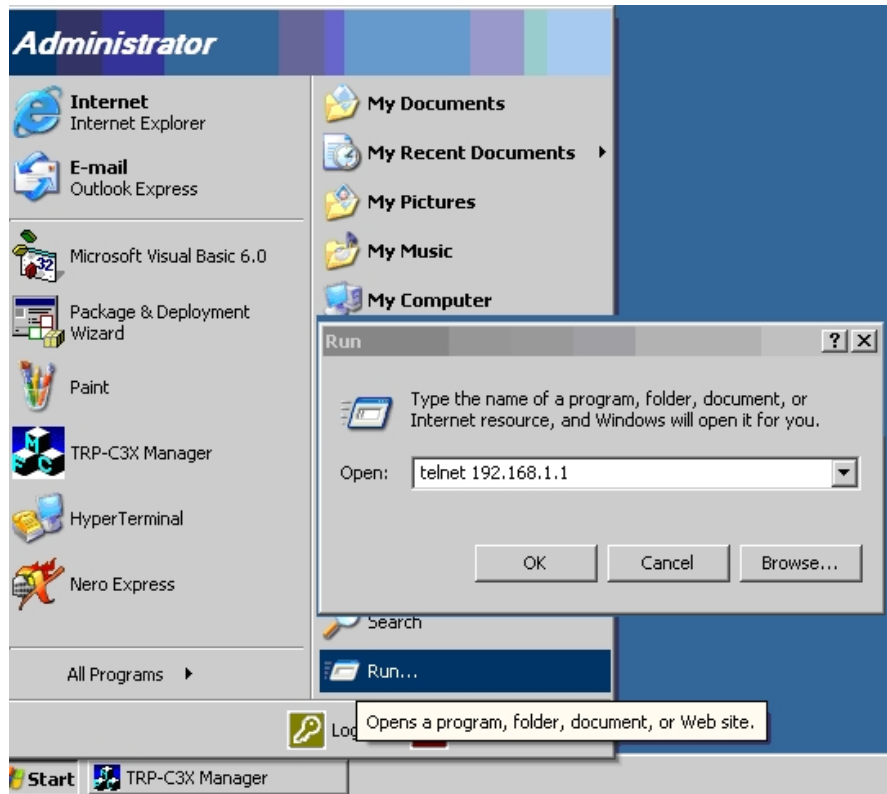 Administrator
Internet
Internet Explorer
E-mail
Outlook Express
Microsoft Visual Basic 6.0
Package & Deployment
Wizard
Paint
TRP-C3X Manager
HyperTerminal
Nero Express
All Programs
My Documents
My Recent Documents
My Pictures
My Music
My Computer
Run
Type the name of a program, folder, document, or
Internet resource, and Windows will open it for you.
Open: telnet 192.168.1.1
OK Cancel Browse...
Search
Run...
Opens a program, folder, document, or Web site.
Start TRP-C3X Manager